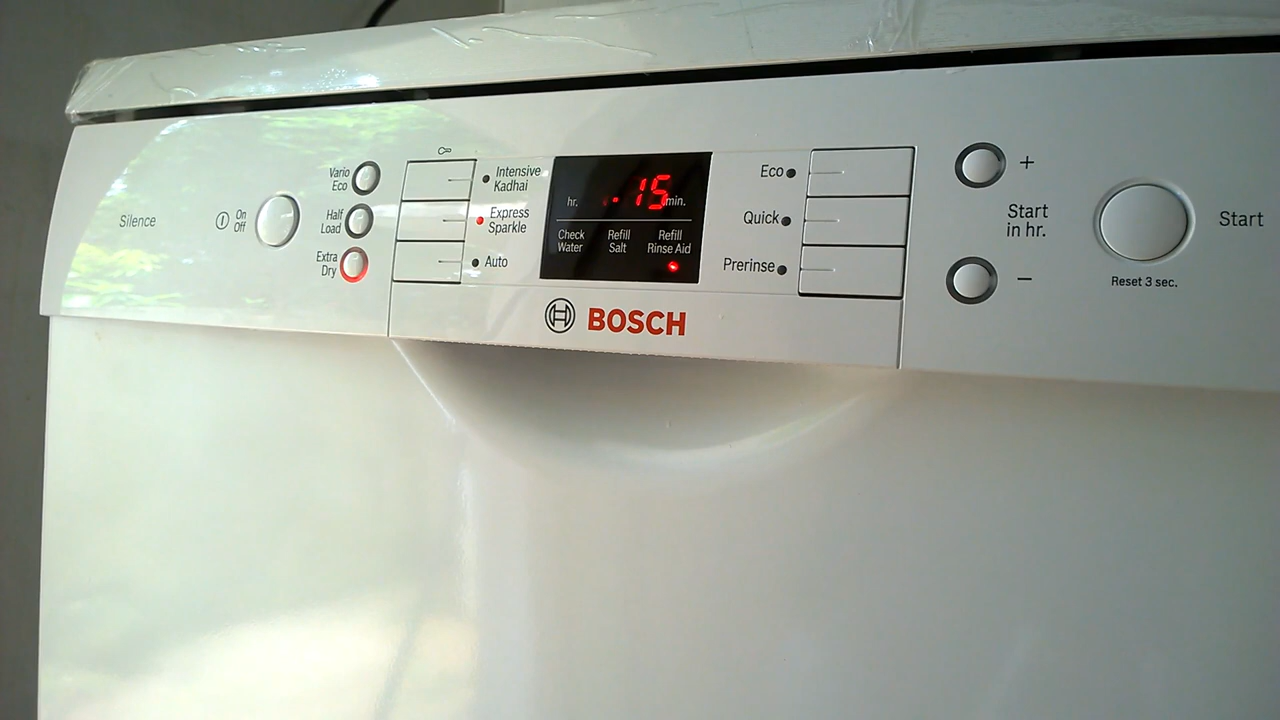 Silence
On
Off
Vario
Eco
Half
Load
Extra
Dry
Intensive
Kadhai
Express
Sparkle
Auto
hr.
.15
min.
Check
Water
Refill
Salt
Refill
Rinse Aid
BOSCH
Eco
Quick
Prerinse
+
Start
in hr.
−
Start
Reset 3 sec.